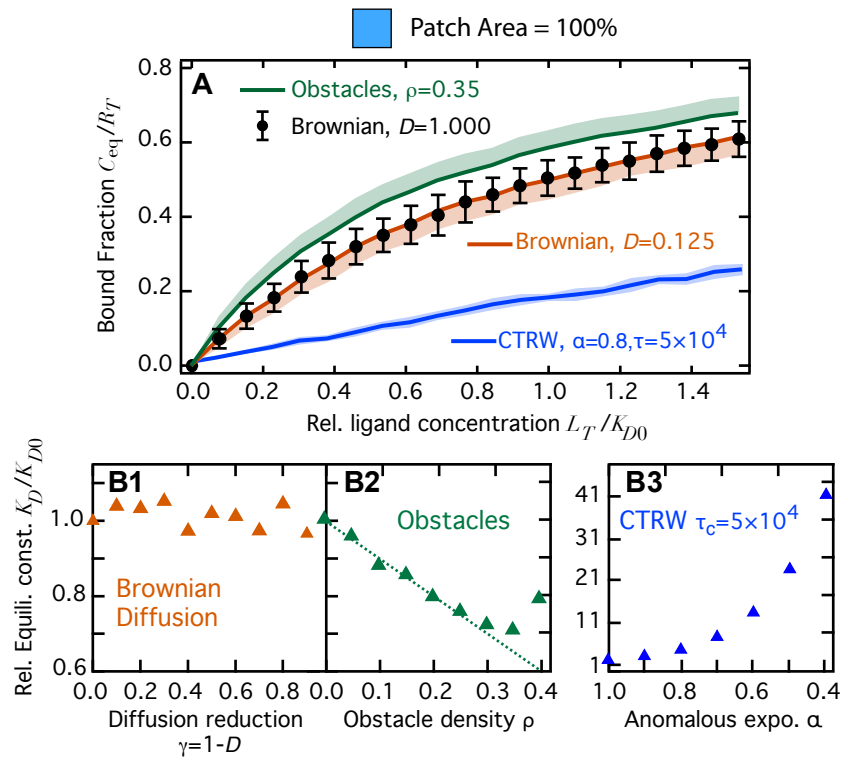 Patch Area = 100%
A
Obstacles, ρ=0.35
Brownian, D=1.000
Brownian, D=0.125
CTRW, α=0.8,τ=5×10⁴
Bound Fraction C_eq/R_T
0.8
0.6
0.4
0.2
0.0
0.0 0.2 0.4 0.6 0.8 1.0 1.2 1.4
Rel. ligand concentration L_T/K_D0
Rel. Equili. const. K_D/K_D0
B1
Brownian
Diffusion
1.0
0.8
0.6
0.0 0.2 0.4 0.6 0.8
Diffusion reduction
γ=1-D
B2
Obstacles
0.0 0.1 0.2 0.3 0.4
Obstacle density ρ
B3
CTRW τ_c=5×10⁴
41
31
21
11
1
1.0 0.8 0.6 0.4
Anomalous expo. α